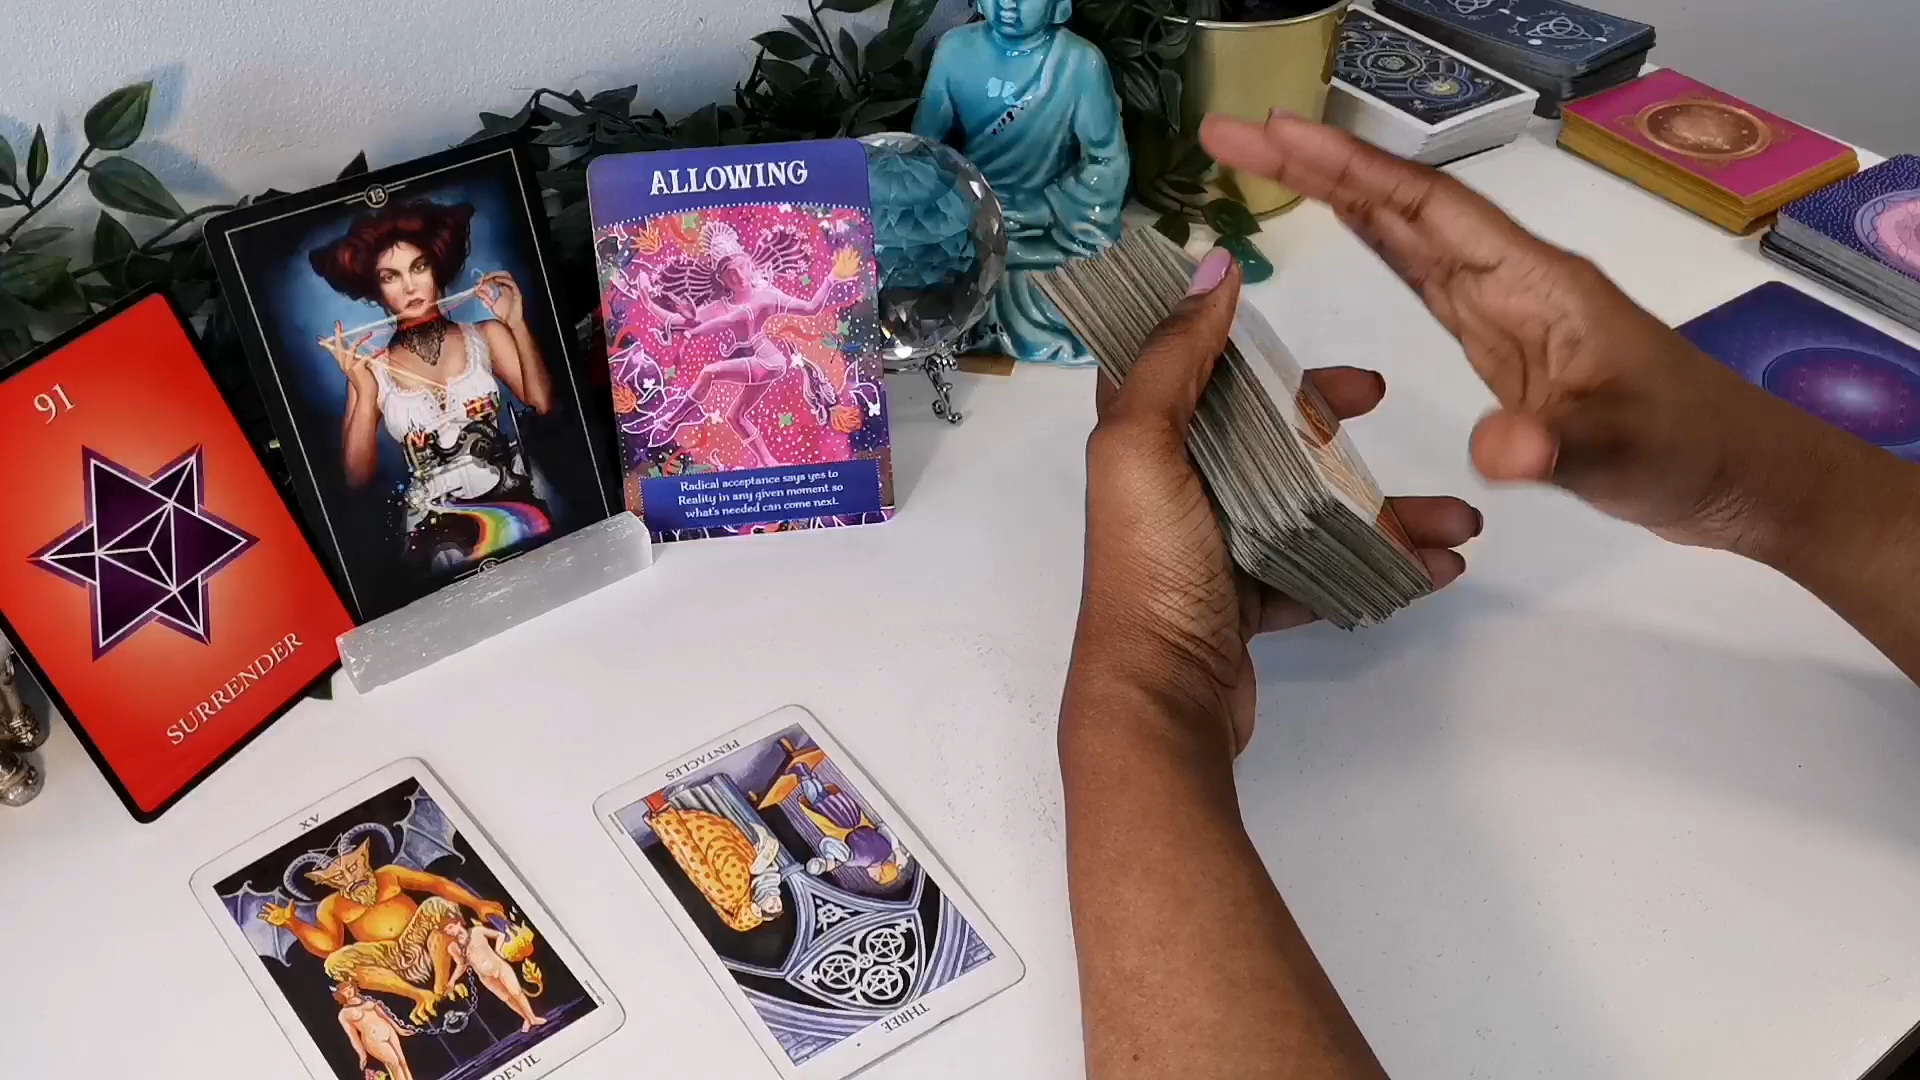 91
SURRENDER
13
ALLOWING
Radical acceptance says yes to
Reality in any given moment so
what's needed can come next.
XV
DEVIL
PENTACLES
THREE